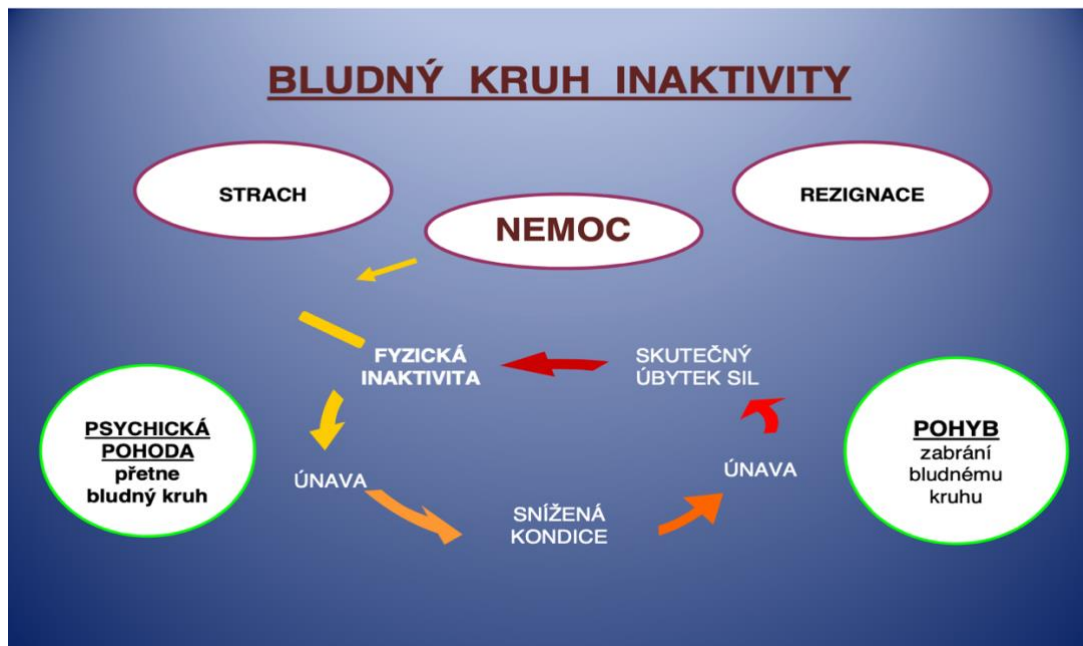 BLUDNÝ KRUH INAKTIVITY
STRACH
NEMOC
REZIGNACE
FYZICKÁ
INAKTIVITA
SKUTEČNÝ
ÚBYTEK SIL
PSYCHICKÁ
POHODA
přetne
bludný kruh
ÚNAVA
SNÍŽENÁ
KONDICE
ÚNAVA
POHYB
zabrání
bludnému
kruhu